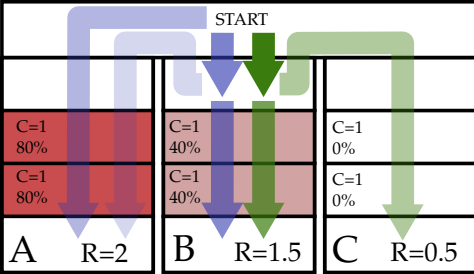 START
C=1
80%
C=1
40%
C=1
0%
C=1
80%
C=1
40%
C=1
0%
A R=2
B R=1.5
C R=0.5